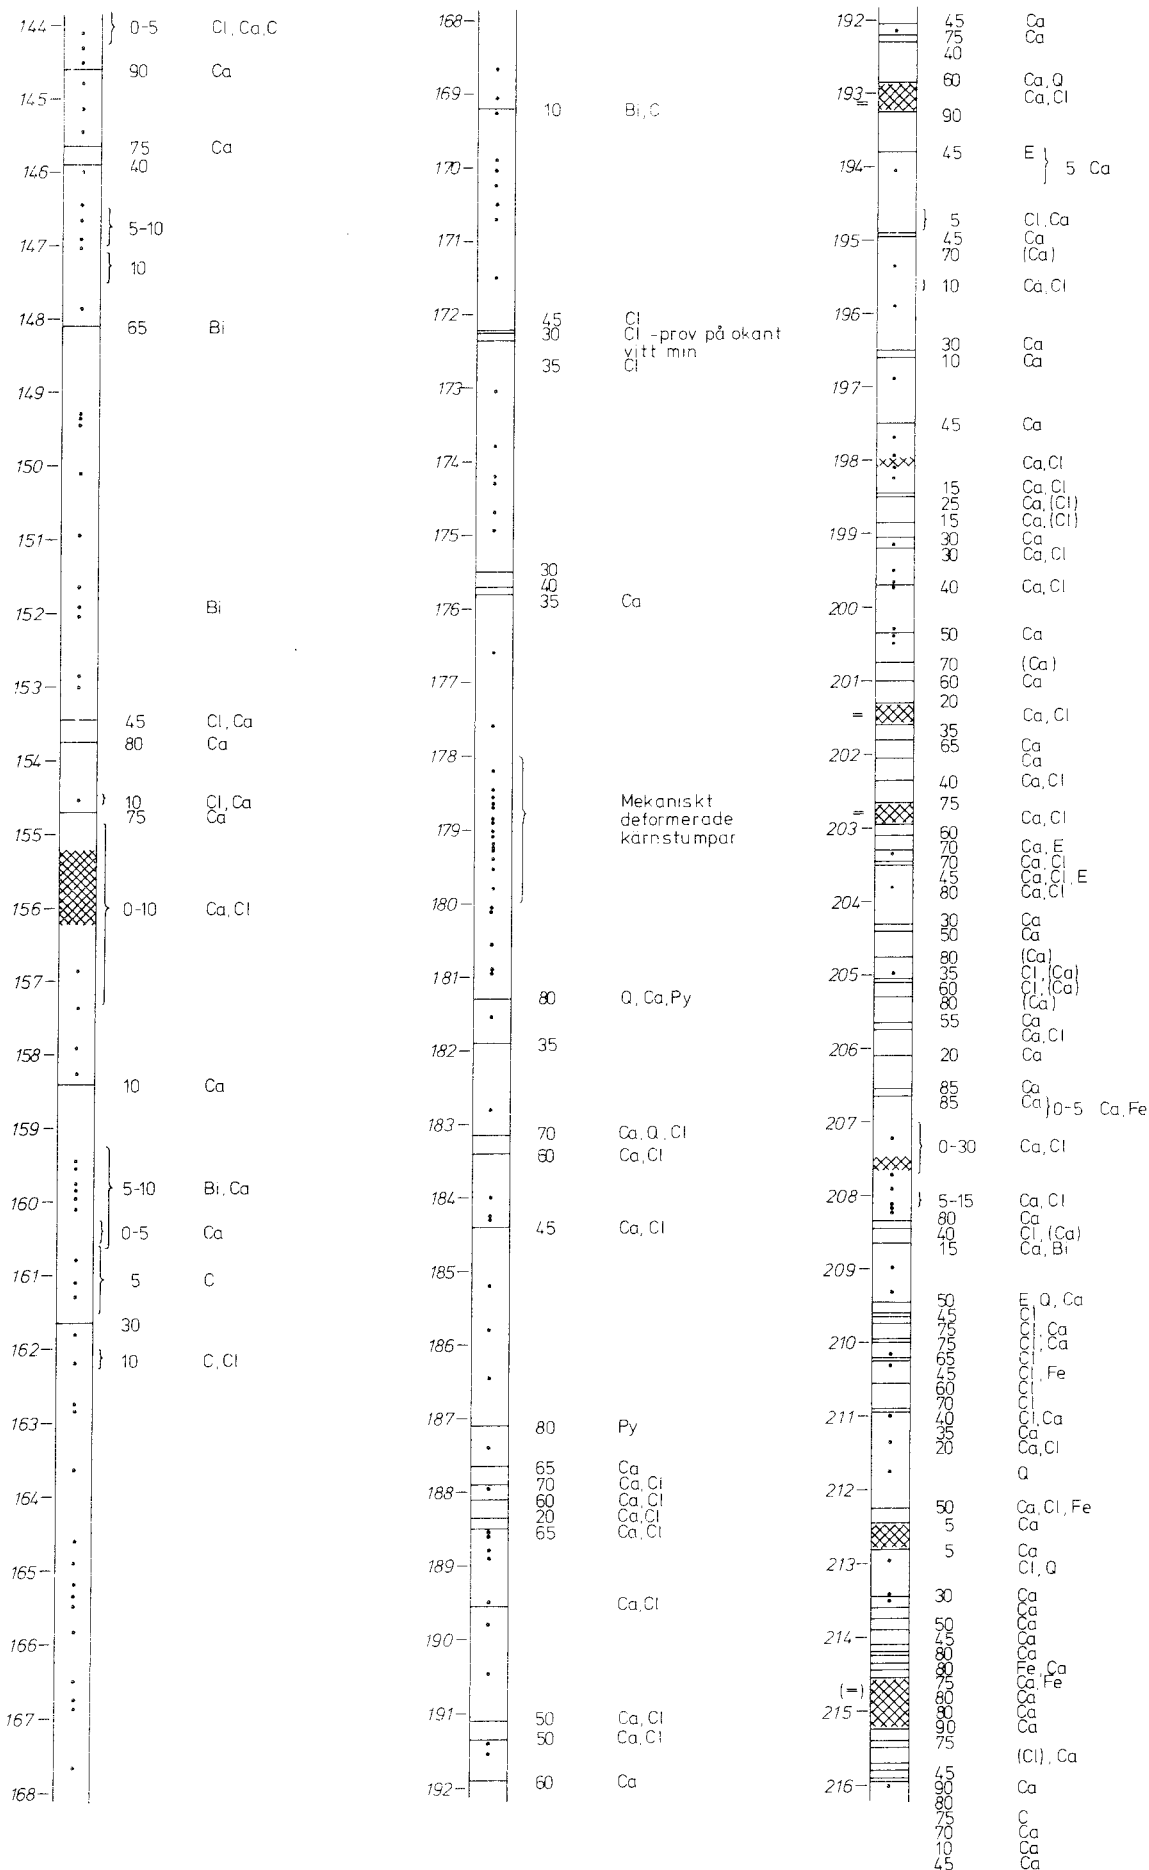 144 0-5 Cl, Ca, C
90 Ca
145
75 Ca
146 40
5-10
147
10
148 65 Bi
149
150
151
152 Bi
153
45 Cl, Ca
154 80 Ca
10 Cl, Ca
75 Ca
155
156 0-10 Ca, Cl
157
158
10 Ca
159
160 5-10 Bi, Ca
0-5 Ca
161 5 C
30
162 10 C, Cl
163
164
165
166
167
168
168
169
10 Bi, C
170
171
172 45 Cl
30 Cl -prov på okant
vitt min
35 Cl
173
174
175
30
40
176 35 Ca
177
178
Mekaniskt
179 deformerade
kärnstumpar
180
181
80 Q, Ca, Py
182 35
183 70 Ca, Q, Cl
60 Ca, Cl
184
45 Ca, Cl
185
186
187
80 Py
65 Ca
188 70 Ca, Cl
60 Ca, Cl
20 Ca, Cl
65 Ca, Cl
189
Ca, Cl
190
191 50 Ca, Cl
50 Ca, Cl
192 60 Ca
192 45 Ca
75 Ca
40
60 Ca, Q
193 Ca, Cl
=
90
45 E
194 5 Ca
5 Cl, Ca
195 45 Ca
70 (Ca)
10 Ca, Cl
196
30 Ca
10 Ca
197
45 Ca
198 Ca, Cl
15 Ca, Cl
25 Ca, (Cl)
15 Ca, (Cl)
199 30 Ca
30 Ca, Cl
40 Ca, Cl
200
50 Ca
70 (Ca)
201 60 Ca
20
= Ca, Cl
35
65 Ca
202 Ca
40 Ca, Cl
75
= Ca, Cl
203 60
70 Ca, E
70 Ca, Cl
45 Ca, Cl, E
80 Ca, Cl
204
30 Ca
50 Ca
80 (Ca)
205 35 Cl, (Ca)
60 Cl, (Ca)
80 (Ca)
55 Ca
Ca, Cl
206 20 Ca
85 Ca
85 Ca 0-5 Ca, Fe
207
0-30 Ca, Cl
208 5-15 Ca, Cl
80 Ca
40 Cl, (Ca)
15 Ca, Bi
209
50 E, Q, Ca
45 Cl
75 Cl, Ca
210 75 Cl, Ca
65 Cl
45 Cl, Fe
60 Cl
70 Cl
211 40 Cl, Ca
35 Ca
20 Ca, Cl
Q
212
50 Ca, Cl, Fe
5 Ca
5 Ca
213 Cl, Q
30 Ca
Ca
50 Ca
214 45 Ca
80 Ca
80 Fe, Ca
75 Ca, Fe
(=) 80 Ca
215 80 Ca
90 Ca
75
(Cl), Ca
45
216 90 Ca
80
75 C
70 Ca
10 Ca
45 Ca